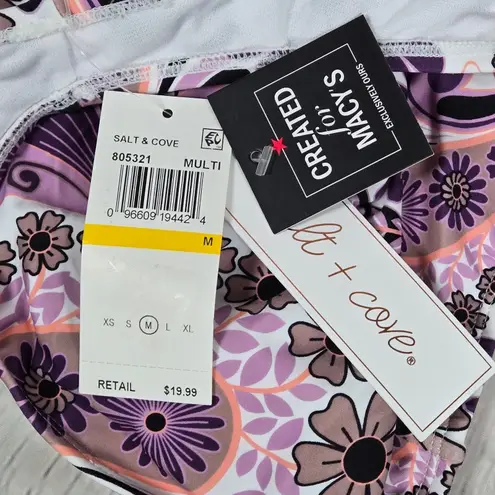 SALT & COVE
805321 MULTI
0 96609 19442 4
M
XS S M L XL
RETAIL $19.99
CREATED
for
MACY'S
EXCLUSIVELY OURS
lt + cove®